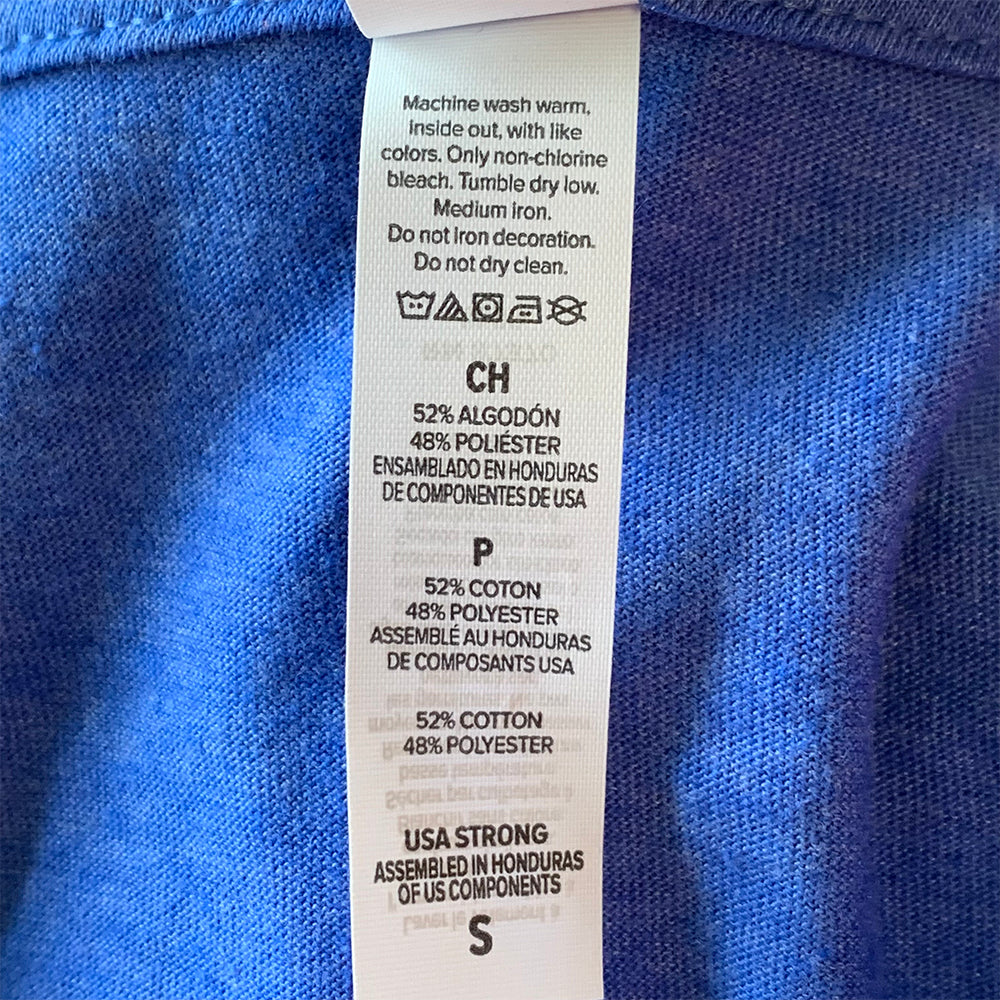 Machine wash warm,
inside out, with like
colors. Only non-chlorine
bleach. Tumble dry low.
Medium iron.
Do not iron decoration.
Do not dry clean.
CH
52% ALGODÓN
48% POLIÉSTER
ENSAMBLADO EN HONDURAS
DE COMPONENTES DE USA
P
52% COTON
48% POLYESTER
ASSEMBLÉ AU HONDURAS
DE COMPOSANTS USA
52% COTTON
48% POLYESTER
USA STRONG
ASSEMBLED IN HONDURAS
OF US COMPONENTS
S